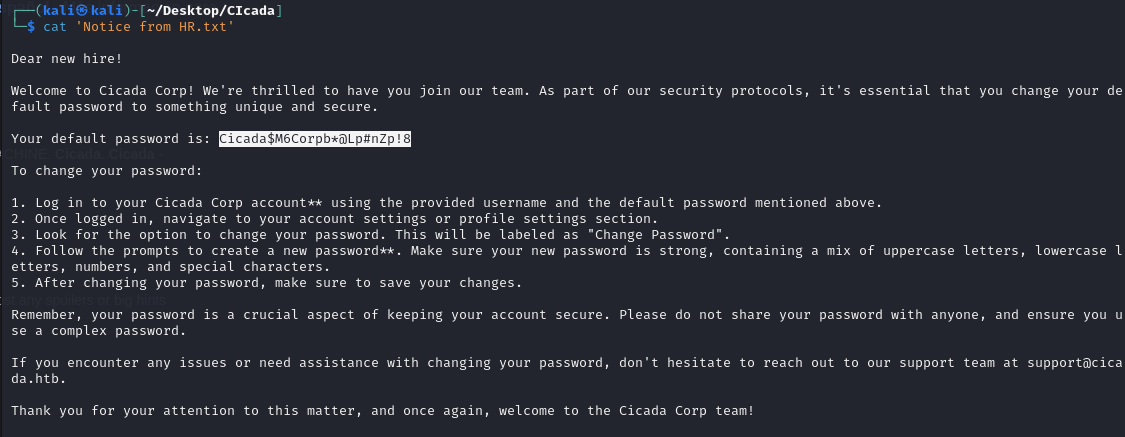 ┌──(kali㉿kali)-[~/Desktop/CIcada]
└─$ cat 'Notice from HR.txt'
Dear new hire!
Welcome to Cicada Corp! We're thrilled to have you join our team. As part of our security protocols, it's essential that you change your de
fault password to something unique and secure.
Your default password is: Cicada$M6Corpb*@Lp#nZp!8
To change your password:
1. Log in to your Cicada Corp account** using the provided username and the default password mentioned above.
2. Once logged in, navigate to your account settings or profile settings section.
3. Look for the option to change your password. This will be labeled as "Change Password".
4. Follow the prompts to create a new password**. Make sure your new password is strong, containing a mix of uppercase letters, lowercase l
etters, numbers, and special characters.
5. After changing your password, make sure to save your changes.
Remember, your password is a crucial aspect of keeping your account secure. Please do not share your password with anyone, and ensure you u
se a complex password.
If you encounter any issues or need assistance with changing your password, don't hesitate to reach out to our support team at support@cica
da.htb.
Thank you for your attention to this matter, and once again, welcome to the Cicada Corp team!